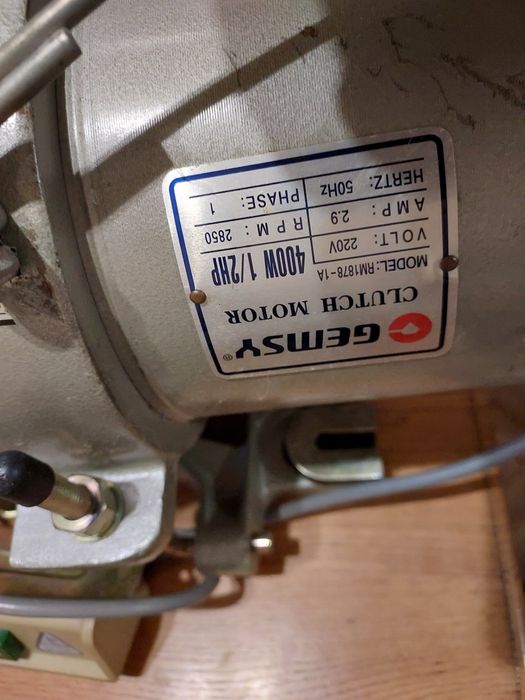 GEMSY®
CLUTCH MOTOR
MODEL: RM1878-1A 400W 1/2HP
VOLT: 220V
AMP: 2.9 RPM: 2850
HERTZ: 50Hz PHASE: 1